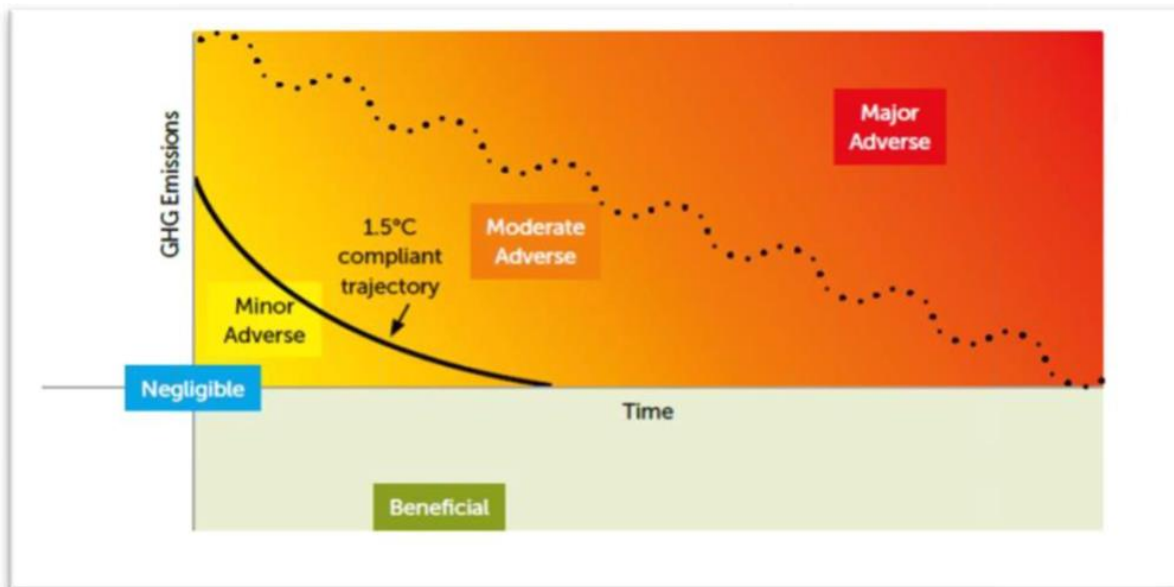 GHG Emissions
Major
Adverse
1.5°C
compliant
trajectory
Moderate
Adverse
Minor
Adverse
Negligible
Time
Beneficial